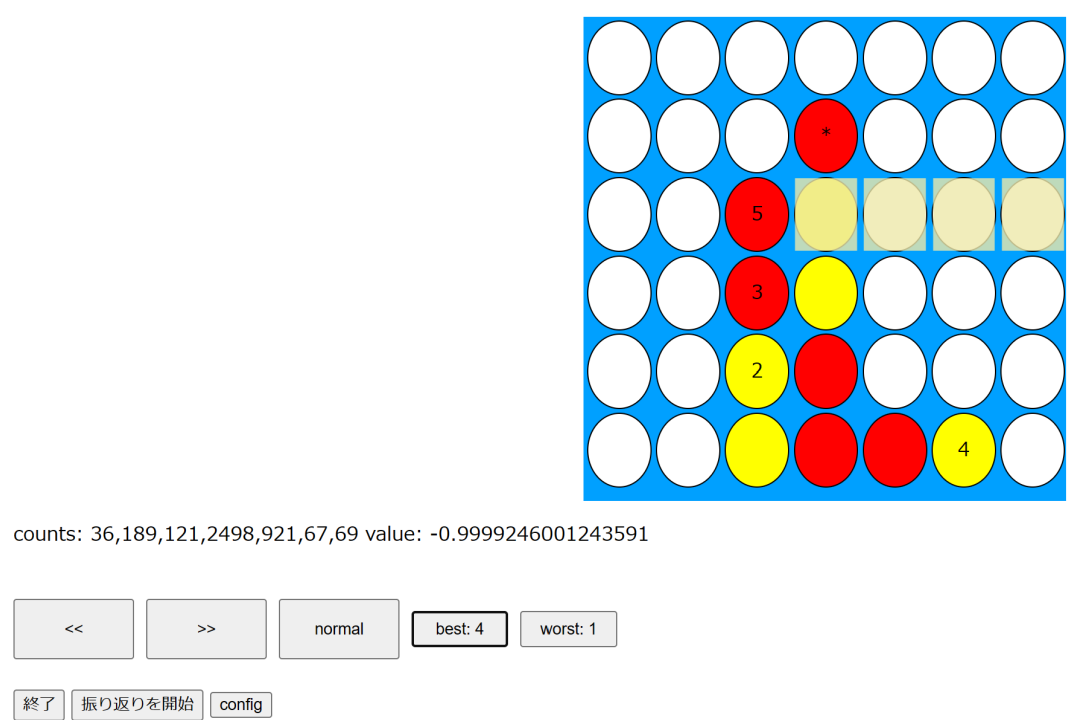 *
5
3
2
4
counts: 36,189,121,2498,921,67,69 value: -0.9999246001243591
<< >> normal best: 4 worst: 1
終了 振り返りを開始 config